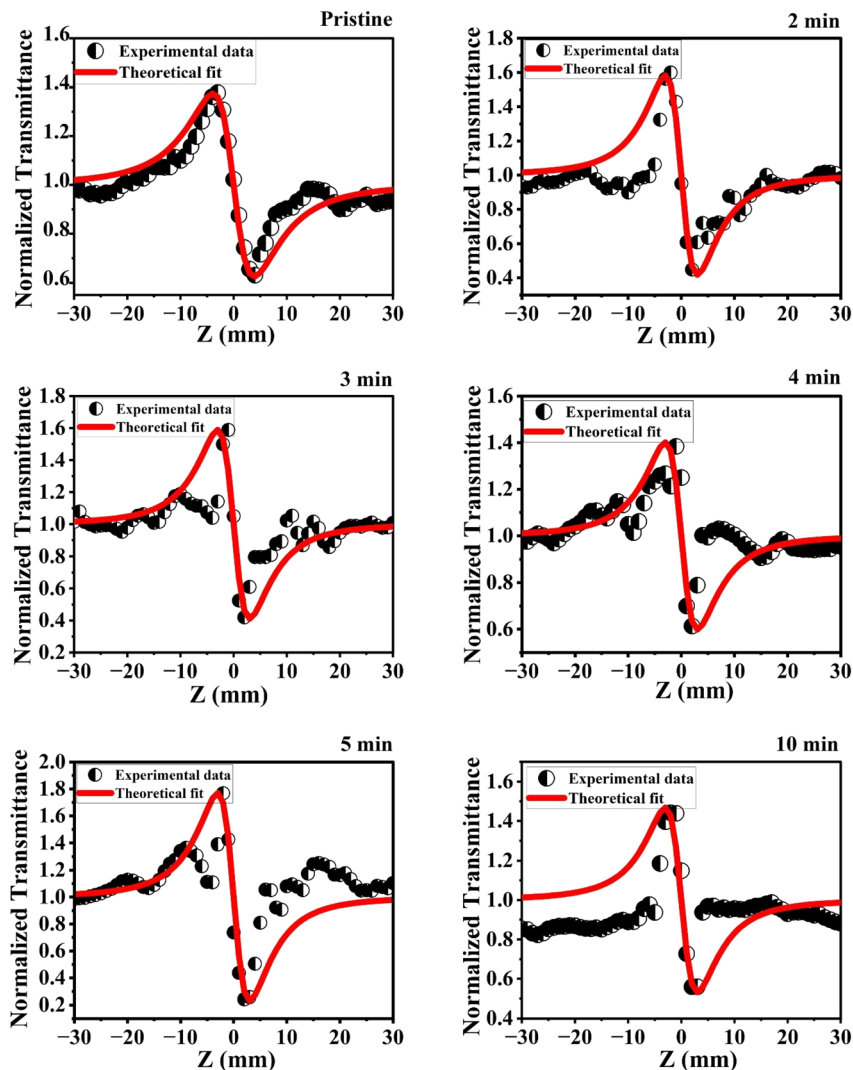 Pristine
1.6
1.4
1.2
1.0
0.8
0.6
Experimental data
Theoretical fit
Normalized Transmittance
−30 −20 −10 0 10 20 30
Z (mm)
2 min
1.8
1.6
1.4
1.2
1.0
0.8
0.6
0.4
Experimental data
Theoretical fit
Normalized Transmittance
−30 −20 −10 0 10 20 30
Z (mm)
3 min
1.8
1.6
1.4
1.2
1.0
0.8
0.6
0.4
0.2
Experimental data
Theoretical fit
Normalized Transmittance
−30 −20 −10 0 10 20 30
Z (mm)
4 min
1.6
1.4
1.2
1.0
0.8
0.6
Experimental data
Theoretical fit
Normalized Transmittance
−30 −20 −10 0 10 20 30
Z (mm)
5 min
2.0
1.8
1.6
1.4
1.2
1.0
0.8
0.6
0.4
0.2
Experimental data
Theoretical fit
Normalized Transmittance
−30 −20 −10 0 10 20 30
Z (mm)
10 min
1.6
1.4
1.2
1.0
0.8
0.6
0.4
Experimental data
Theoretical fit
Normalized Transmittance
−30 −20 −10 0 10 20 30
Z (mm)